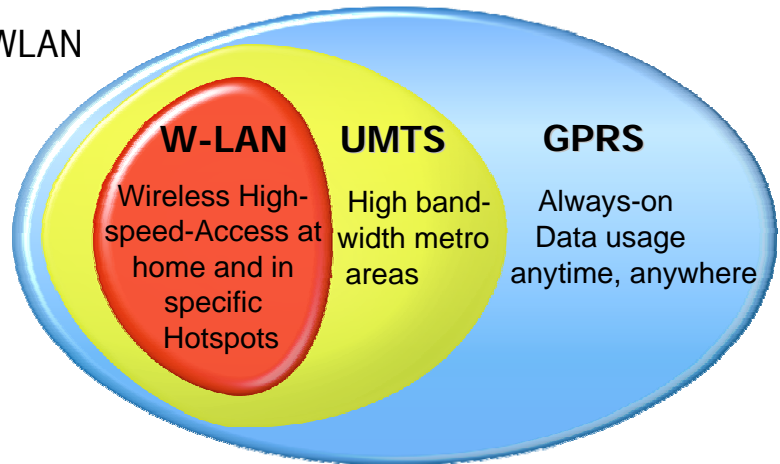 WLAN
W-LAN
Wireless High-
speed-Access at
home and in
specific
Hotspots
UMTS
High band-
width metro
areas
GPRS
Always-on
Data usage
anytime, anywhere